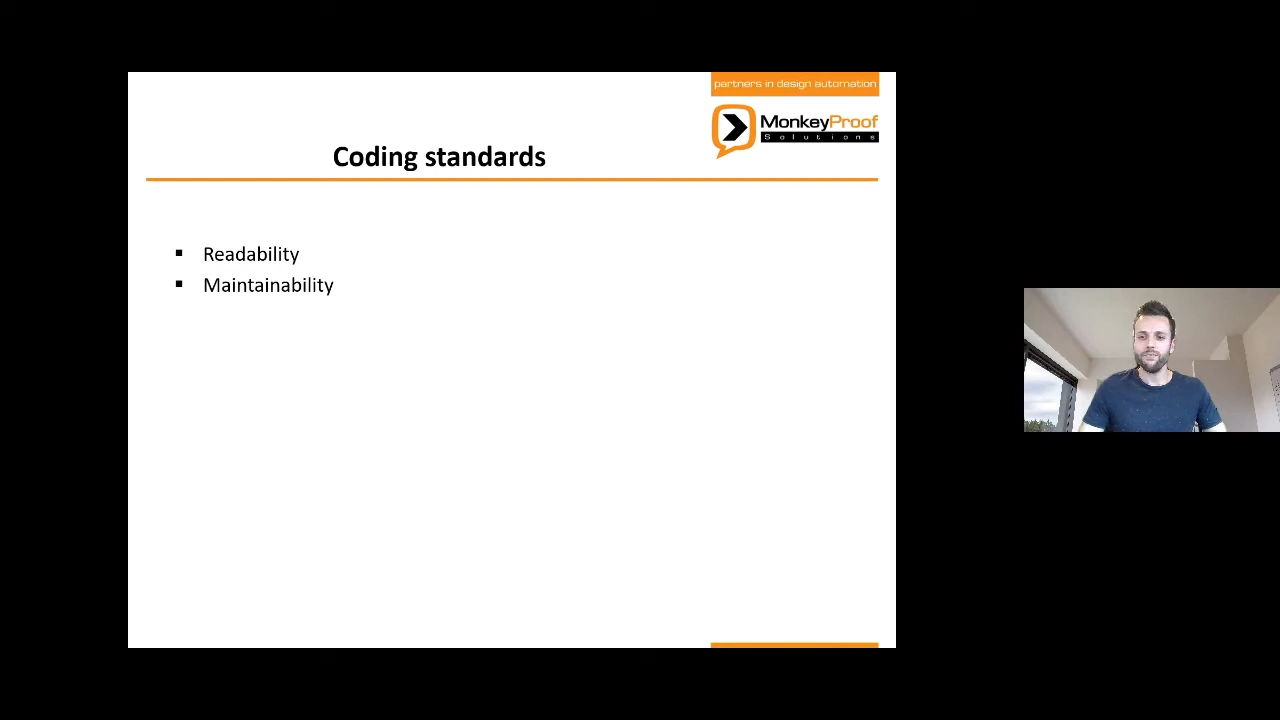 partners in design automation
MonkeyProof
Solutions
Coding standards
Readability
Maintainability